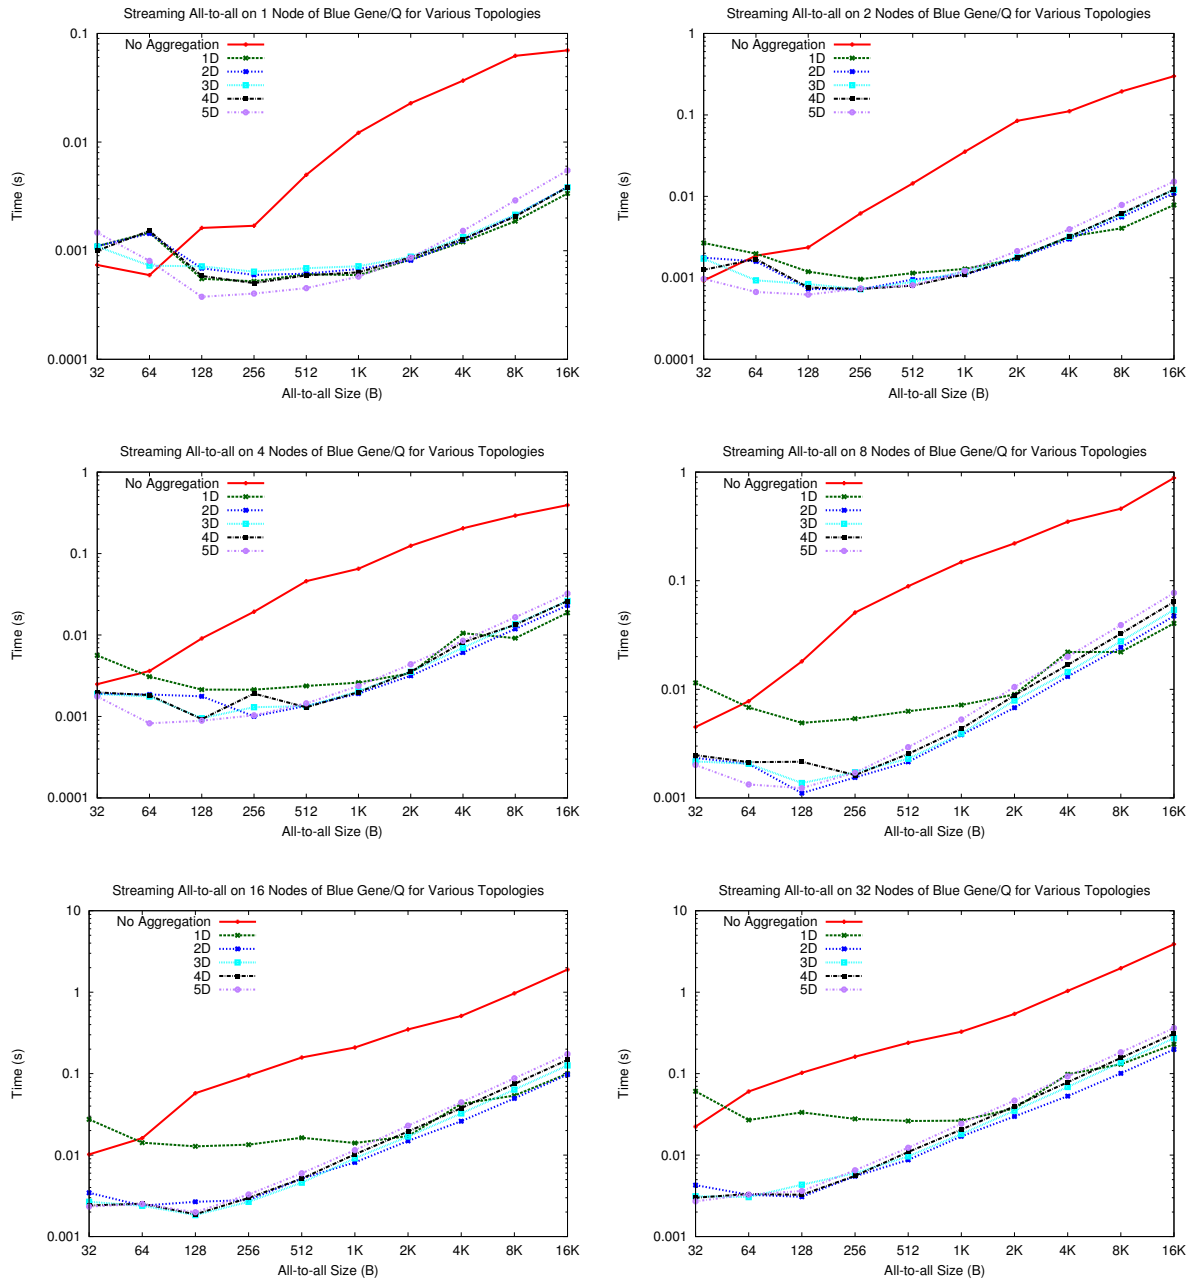 Streaming All-to-all on 1 Node of Blue Gene/Q for Various Topologies
0.1
0.01
0.001
0.0001
Time (s)
No Aggregation
1D
2D
3D
4D
5D
32 64 128 256 512 1K 2K 4K 8K 16K
All-to-all Size (B)
Streaming All-to-all on 2 Nodes of Blue Gene/Q for Various Topologies
1
0.1
0.01
0.001
0.0001
Time (s)
No Aggregation
1D
2D
3D
4D
5D
32 64 128 256 512 1K 2K 4K 8K 16K
All-to-all Size (B)
Streaming All-to-all on 4 Nodes of Blue Gene/Q for Various Topologies
1
0.1
0.01
0.001
0.0001
Time (s)
No Aggregation
1D
2D
3D
4D
5D
32 64 128 256 512 1K 2K 4K 8K 16K
All-to-all Size (B)
Streaming All-to-all on 8 Nodes of Blue Gene/Q for Various Topologies
1
0.1
0.01
0.001
Time (s)
No Aggregation
1D
2D
3D
4D
5D
32 64 128 256 512 1K 2K 4K 8K 16K
All-to-all Size (B)
Streaming All-to-all on 16 Nodes of Blue Gene/Q for Various Topologies
10
1
0.1
0.01
0.001
Time (s)
No Aggregation
1D
2D
3D
4D
5D
32 64 128 256 512 1K 2K 4K 8K 16K
All-to-all Size (B)
Streaming All-to-all on 32 Nodes of Blue Gene/Q for Various Topologies
10
1
0.1
0.01
0.001
Time (s)
No Aggregation
1D
2D
3D
4D
5D
32 64 128 256 512 1K 2K 4K 8K 16K
All-to-all Size (B)